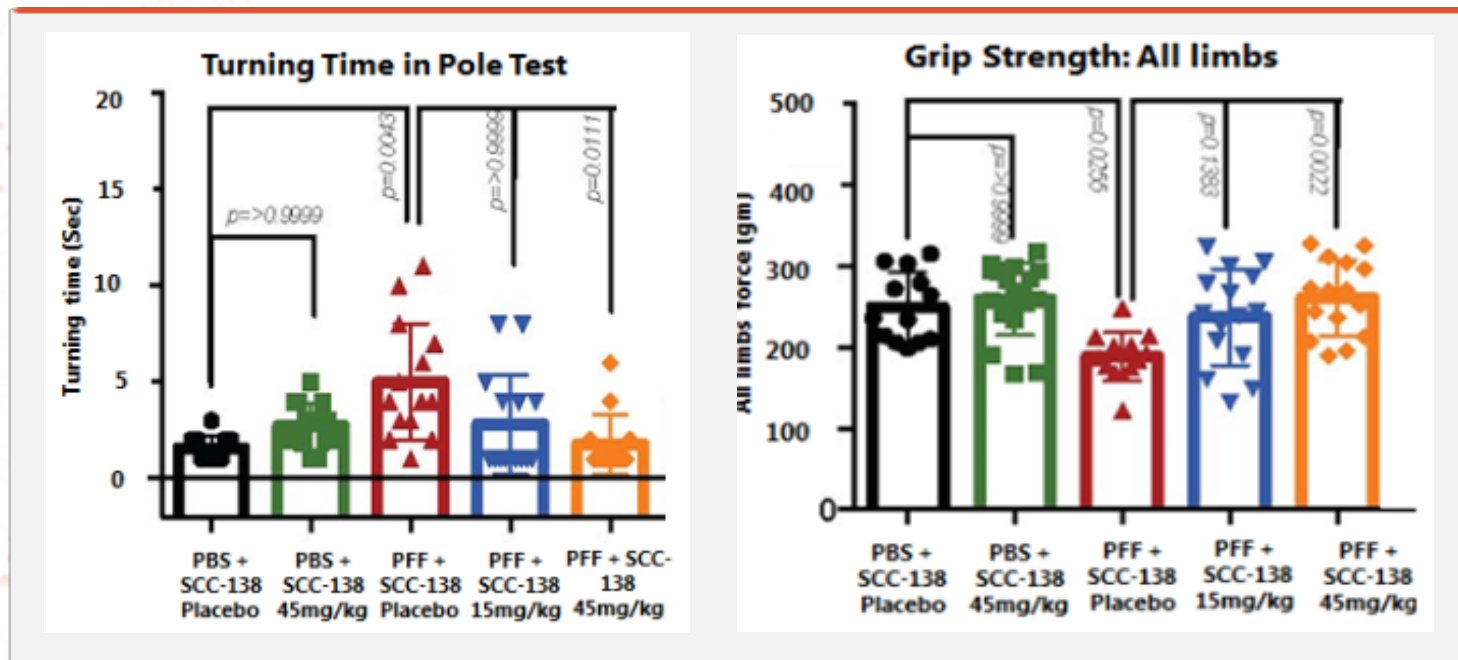 Turning Time in Pole Test
Turning time (Sec)
20
15
10
5
0
p=>0.9999
p=0.0043
p=>0.9999
p=0.0111
PBS +
SCC-138
Placebo
PBS +
SCC-138
45mg/kg
PFF +
SCC-138
Placebo
PFF +
SCC-138
15mg/kg
PFF + SCC-
138
45mg/kg
Grip Strength: All limbs
All limbs force (gm)
500
400
300
200
100
0
p=>0.9999
p=0.1383
p=0.0022
PBS +
SCC-138
Placebo
PBS +
SCC-138
45mg/kg
PFF +
SCC-138
Placebo
PFF +
SCC-138
15mg/kg
PFF +
SCC-138
45mg/kg